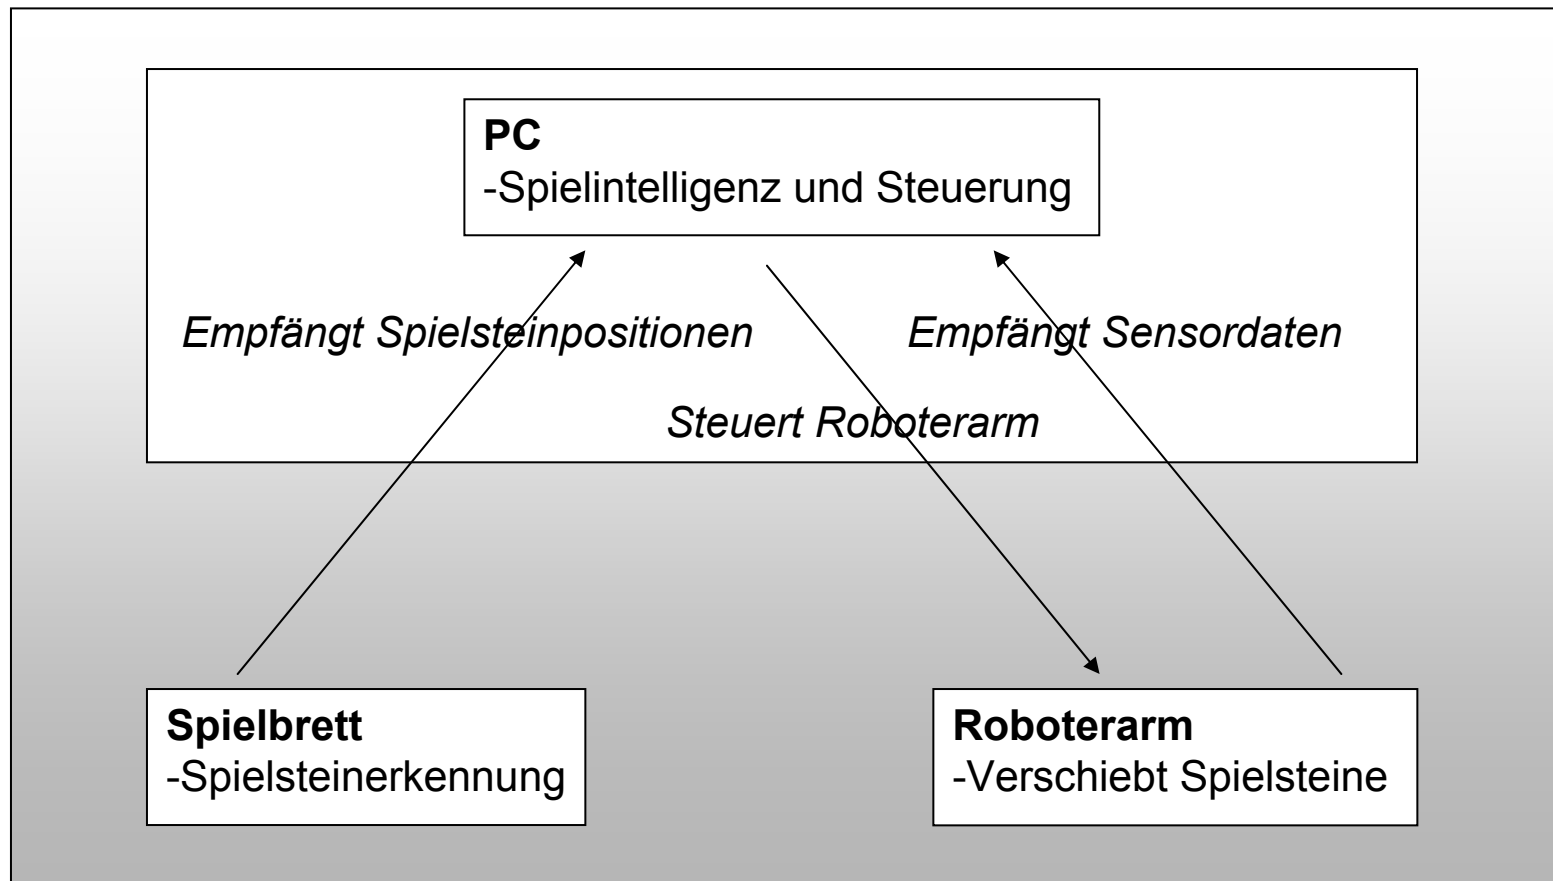 PC
-Spielintelligenz und Steuerung
Empfängt Spielsteinpositionen
Empfängt Sensordaten
Steuert Roboterarm
Spielbrett
-Spielsteinerkennung
Roboterarm
-Verschiebt Spielsteine